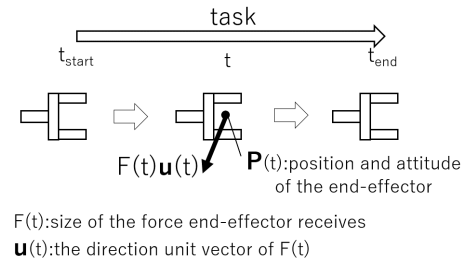 task
t_start t t_end
F(t)u(t) P(t):position and attitude
of the end-effector
F(t):size of the force end-effector receives
u(t):the direction unit vector of F(t)